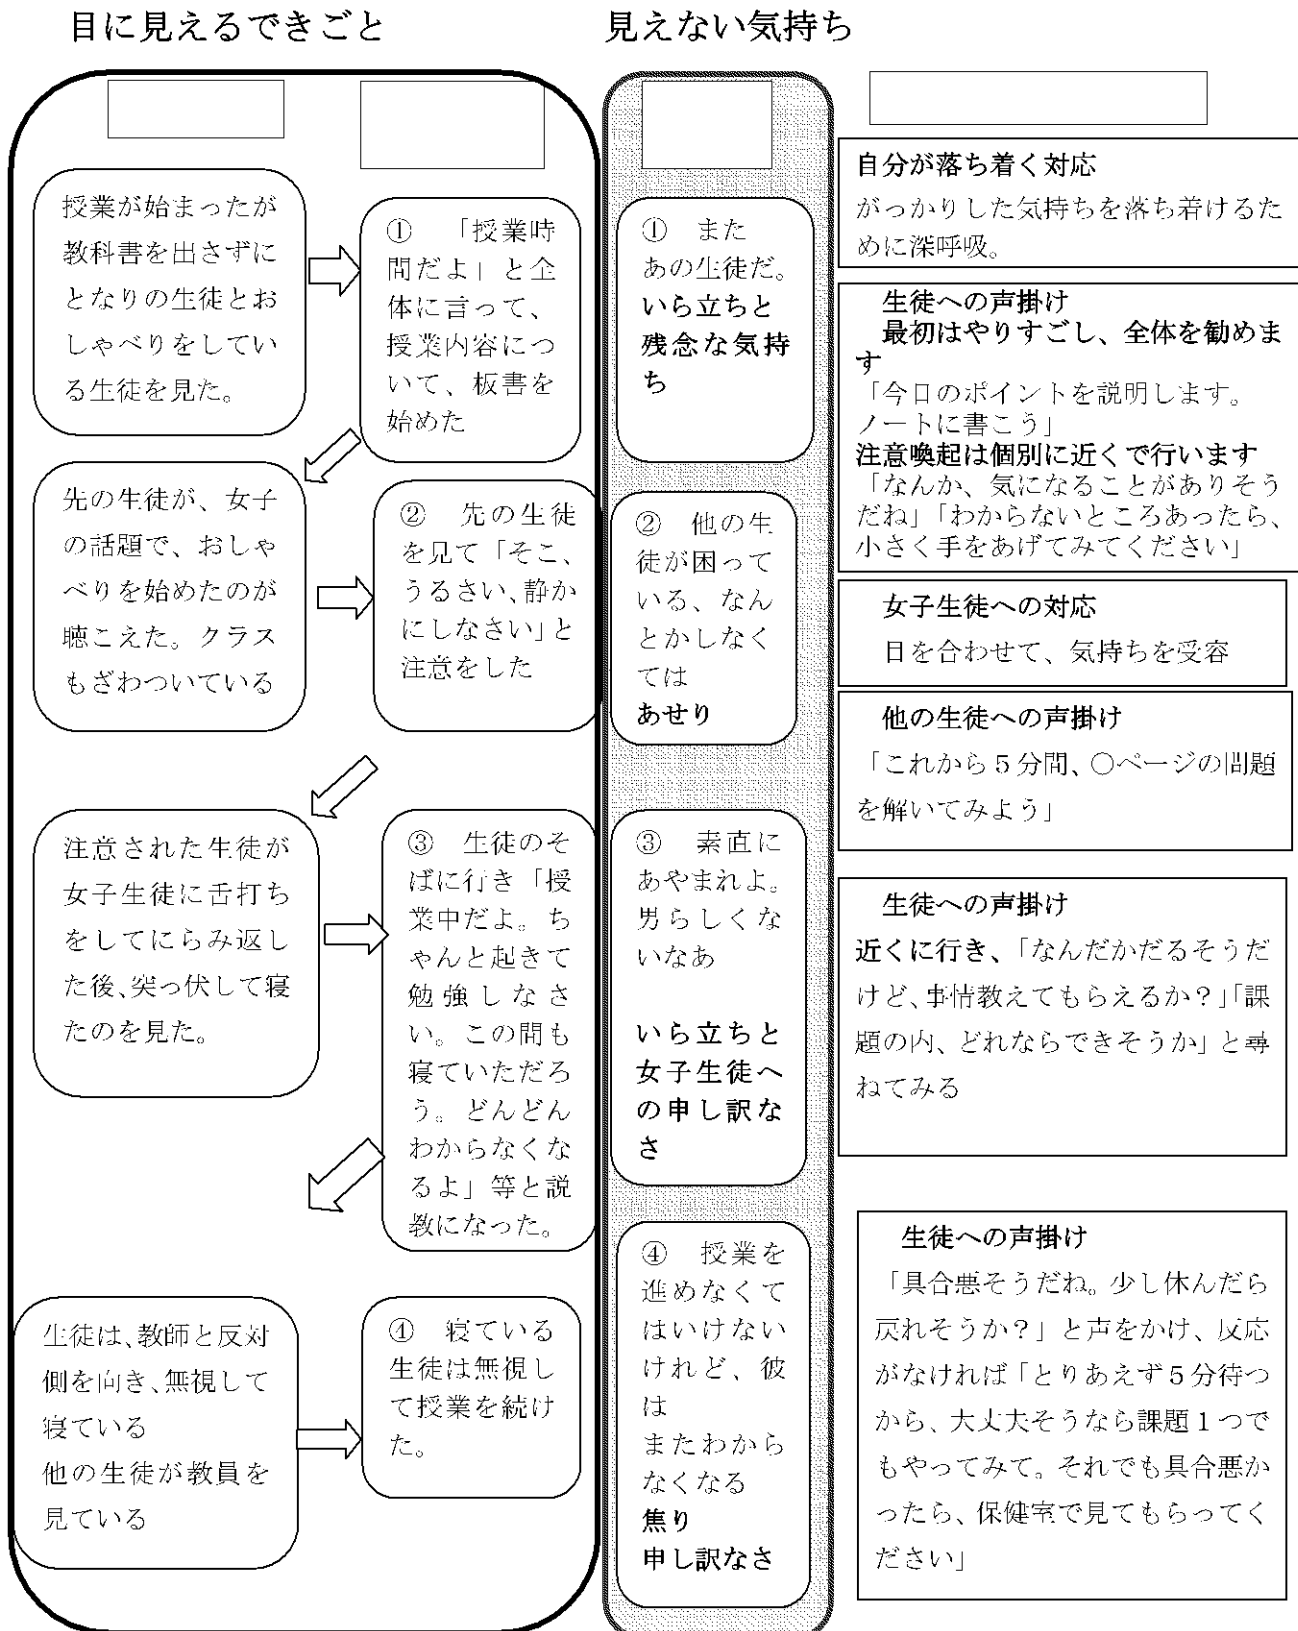 目に見えるできごと
見えない気持ち
授業が始まったが
教科書を出さずに
となりの生徒とお
しゃべりをしてい
る生徒を見た。
① 「授業時
間だよ」と全
体に言って、
授業内容につ
いて、板書を
始めた
先の生徒が、女子
の話題で、おしゃ
べりを始めたのが
聴こえた。クラス
もざわついている
② 先の生徒
を見て「そこ、
うるさい、静か
にしなさい」と
注意をした
注意された生徒が
女子生徒に舌打ち
をしてにらみ返し
た後、突っ伏して寝
たのを見た。
③ 生徒のそ
ばに行き「授
業中だよ。ち
ゃんと起きて
勉強しなさ
い。この間も
寝ていただろ
う。どんどん
わからなくな
るよ」等と説
教になった。
生徒は、教師と反対
側を向き、無視して
寝ている
他の生徒が教員を
見ている
④ 寝ている
生徒は無視し
て授業を続け
た。
① また
あの生徒だ。
いら立ちと
残念な気持
ち
② 他の生
徒が困って
いる、なん
とかしなく
ては
あせり
③ 素直に
あやまれよ。
男らしくな
いなあ
いら立ちと
女子生徒へ
の申し訳な
さ
④ 授業を
進めなくて
はいけない
けれど、彼
は
またわから
なくなる
焦り
申し訳なさ
自分が落ち着く対応
がっかりした気持ちを落ち着けるた
めに深呼吸。
生徒への声掛け
最初はやりすごし、全体を勧めま
す
「今日のポイントを説明します。
ノートに書こう」
注意喚起は個別に近くで行います
「なんか、気になることがありそう
だね」「わからないところあったら、
小さく手をあげてみてください」
女子生徒への対応
目を合わせて、気持ちを受容
他の生徒への声掛け
「これから５分間、〇ページの問題
を解いてみよう」
生徒への声掛け
近くに行き、「なんだかだるそうだ
けど、事情教えてもらえるか？」「課
題の内、どれならできそうか」と尋
ねてみる
生徒への声掛け
「具合悪そうだね。少し休んだら
戻れそうか？」と声をかけ、反応
がなければ「とりあえず５分待つ
から、大丈夫そうなら課題１つで
もやってみて。それでも具合悪か
ったら、保健室で見てもらってく
ださい」